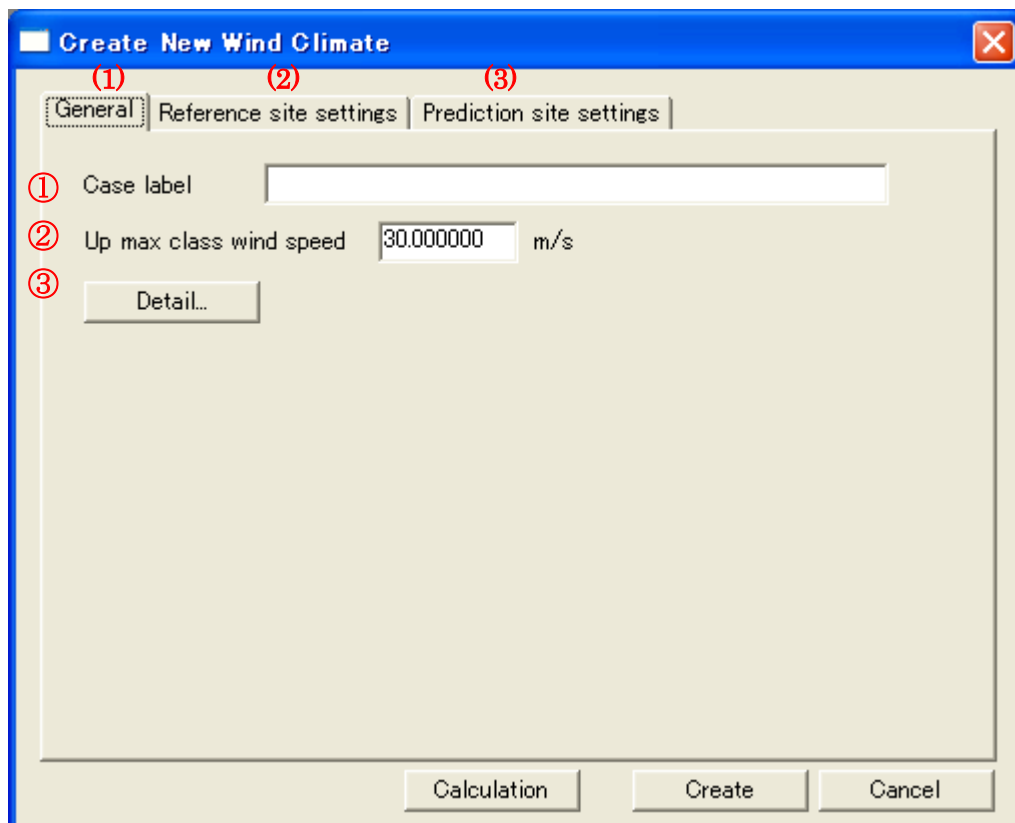 Create New Wind Climate
(1) (2) (3)
General Reference site settings Prediction site settings
① Case label
② Up max class wind speed 30.000000 m/s
③ Detail...
Calculation Create Cancel